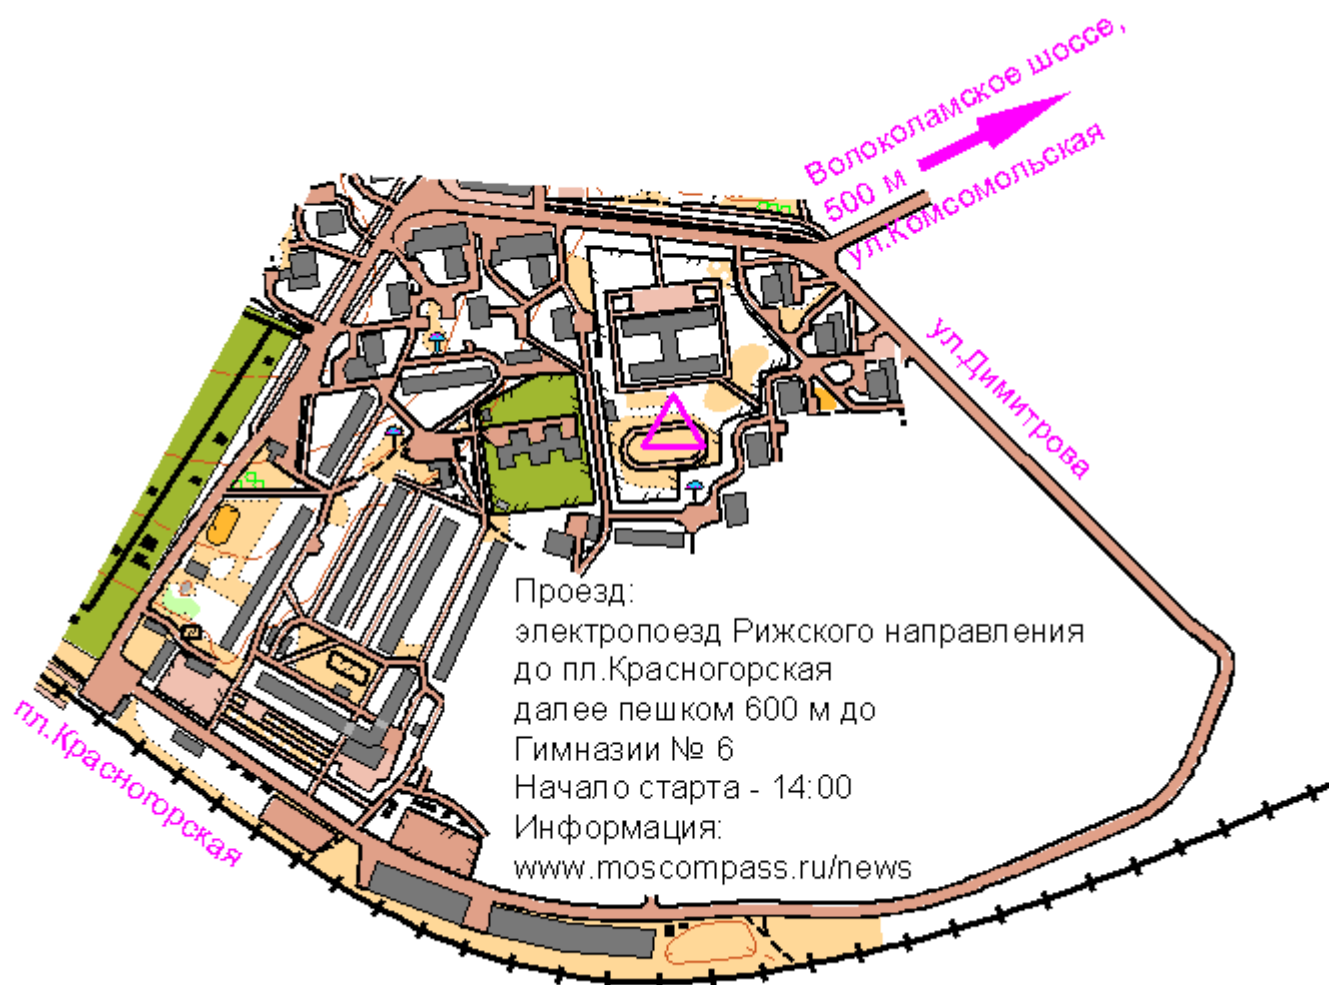 Волоколамское шоссе,
500 м
ул.Комсомольская
ул.Димитрова
Проезд:
электропоезд Рижского направления
до пл.Красногорская
далее пешком 600 м до
Гимназии № 6
Начало старта - 14:00
Информация:
www.moscompass.ru/news
пл.Красногорская